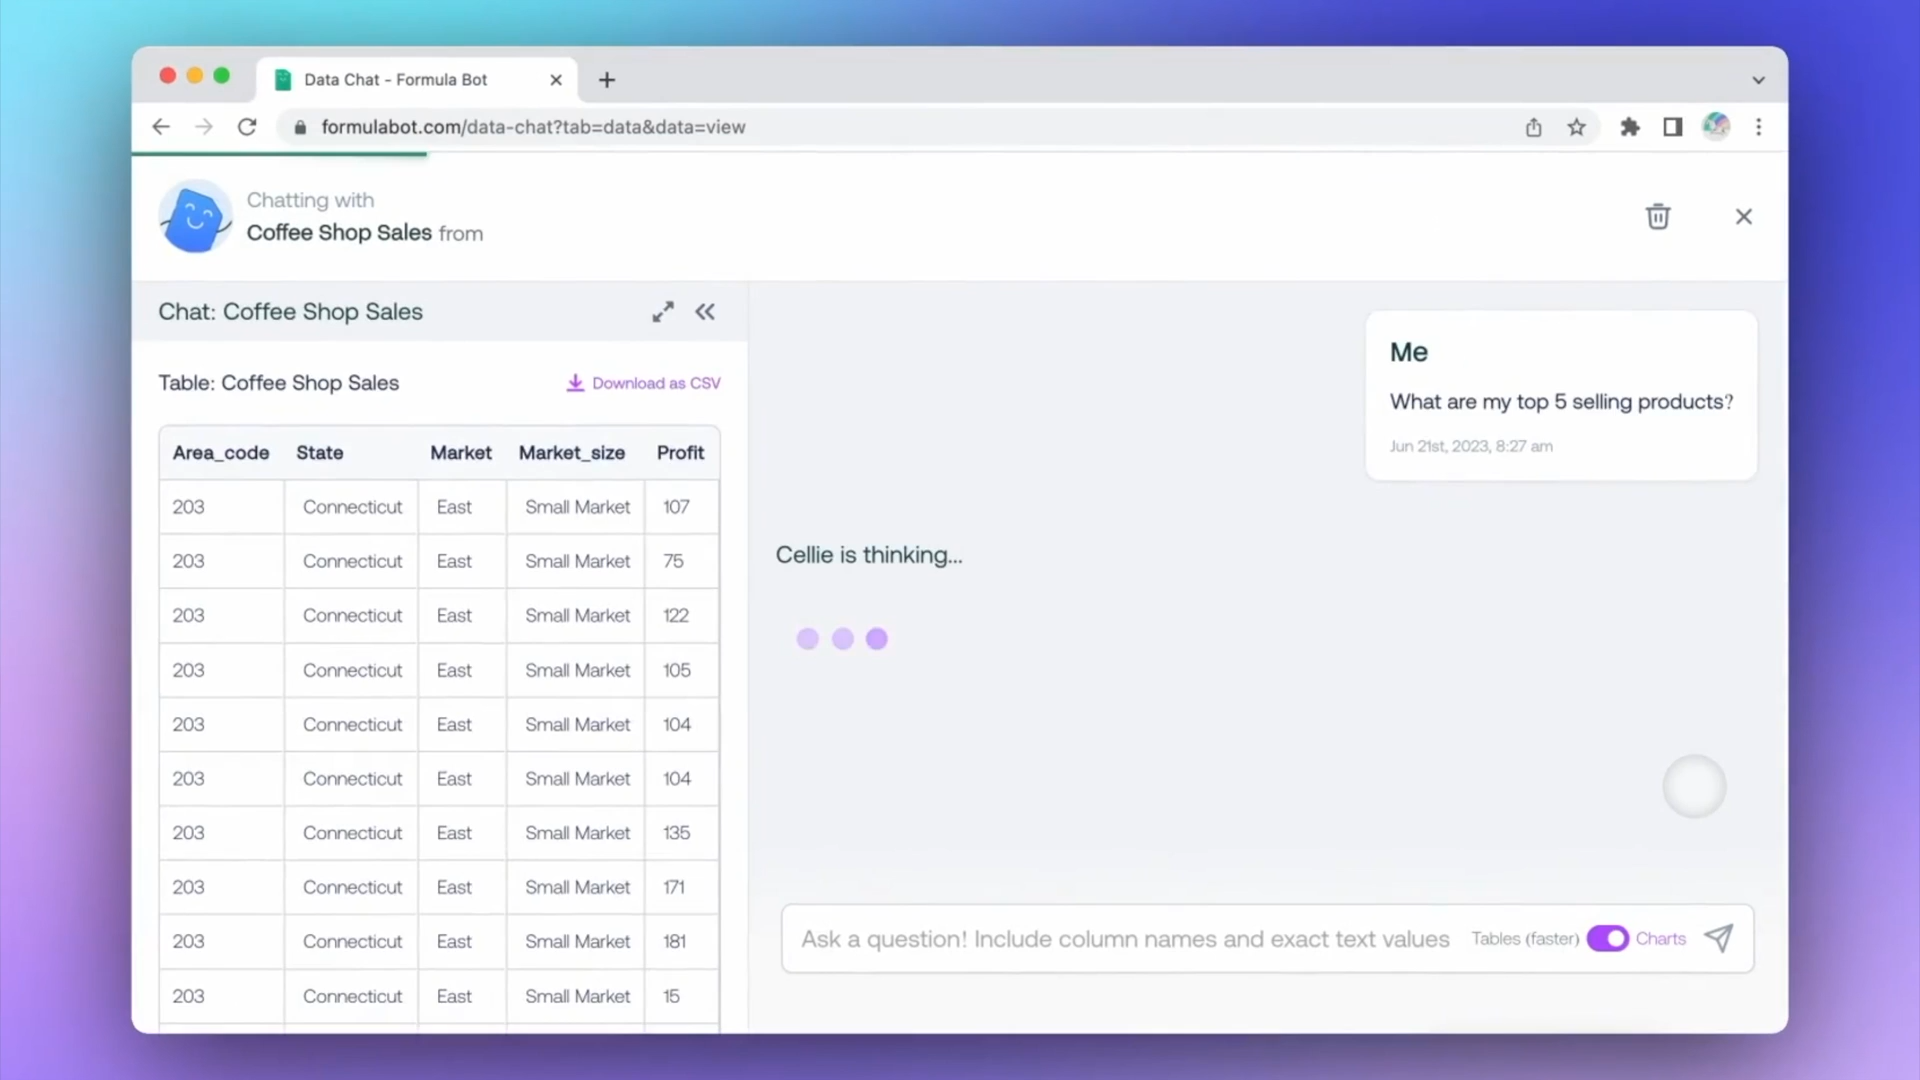 Data Chat - Formula Bot
formulabot.com/data-chat?tab=data&data=view
Chatting with
Coffee Shop Sales from
Chat: Coffee Shop Sales
Table: Coffee Shop Sales
Download as CSV
Area_code State Market Market_size Profit
203 Connecticut East Small Market 107
203 Connecticut East Small Market 75
203 Connecticut East Small Market 122
203 Connecticut East Small Market 105
203 Connecticut East Small Market 104
203 Connecticut East Small Market 104
203 Connecticut East Small Market 135
203 Connecticut East Small Market 171
203 Connecticut East Small Market 181
203 Connecticut East Small Market 15
Me
What are my top 5 selling products?
Jun 21st, 2023, 8:27 am
Cellie is thinking...
Ask a question! Include column names and exact text values
Tables (faster) Charts